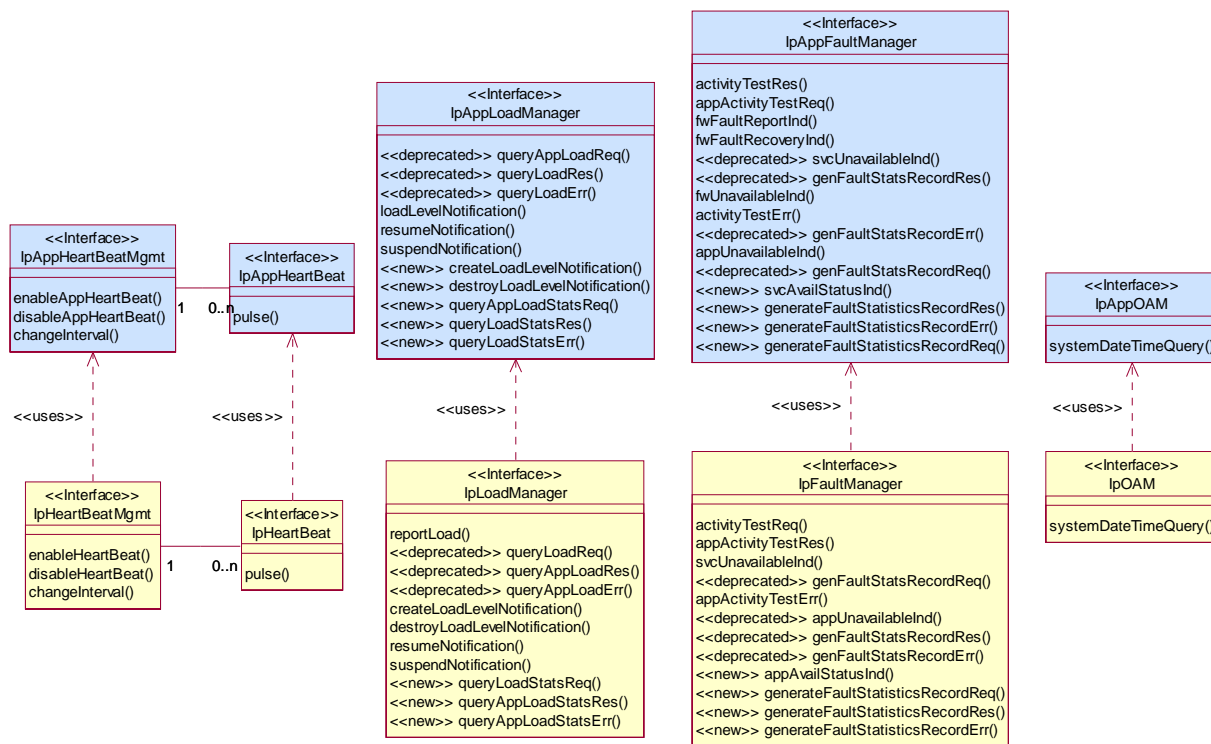 <<Interface>>
IpAppHeartBeatMgmt
enableAppHeartBeat()
disableAppHeartBeat()
changeInterval()
1
0..n
<<Interface>>
IpAppHeartBeat
pulse()
<<Interface>>
IpAppLoadManager
<<deprecated>> queryAppLoadReq()
<<deprecated>> queryLoadRes()
<<deprecated>> queryLoadErr()
loadLevelNotification()
resumeNotification()
suspendNotification()
<<new>> createLoadLevelNotification()
<<new>> destroyLoadLevelNotification()
<<new>> queryAppLoadStatsReq()
<<new>> queryLoadStatsRes()
<<new>> queryLoadStatsErr()
<<Interface>>
IpAppFaultManager
activityTestRes()
appActivityTestReq()
fwFaultReportInd()
fwFaultRecoveryInd()
<<deprecated>> svcUnavailableInd()
<<deprecated>> genFaultStatsRecordRes()
fwUnavailableInd()
activityTestErr()
<<deprecated>> genFaultStatsRecordErr()
appUnavailableInd()
<<deprecated>> genFaultStatsRecordReq()
<<new>> svcAvailStatusInd()
<<new>> generateFaultStatisticsRecordRes()
<<new>> generateFaultStatisticsRecordErr()
<<new>> generateFaultStatisticsRecordReq()
<<Interface>>
IpAppOAM
systemDateTimeQuery()
<<uses>>
<<uses>>
<<uses>>
<<uses>>
<<uses>>
<<Interface>>
IpHeartBeatMgmt
enableHeartBeat()
disableHeartBeat()
changeInterval()
1
0..n
<<Interface>>
IpHeartBeat
pulse()
<<Interface>>
IpLoadManager
reportLoad()
<<deprecated>> queryLoadReq()
<<deprecated>> queryAppLoadRes()
<<deprecated>> queryAppLoadErr()
createLoadLevelNotification()
destroyLoadLevelNotification()
resumeNotification()
suspendNotification()
<<new>> queryLoadStatsReq()
<<new>> queryAppLoadStatsRes()
<<new>> queryAppLoadStatsErr()
<<Interface>>
IpFaultManager
activityTestReq()
appActivityTestRes()
svcUnavailableInd()
<<deprecated>> genFaultStatsRecordReq()
appActivityTestErr()
<<deprecated>> appUnavailableInd()
<<deprecated>> genFaultStatsRecordRes()
<<deprecated>> genFaultStatsRecordErr()
<<new>> appAvailStatusInd()
<<new>> generateFaultStatisticsRecordReq()
<<new>> generateFaultStatisticsRecordRes()
<<new>> generateFaultStatisticsRecordErr()
<<Interface>>
IpOAM
systemDateTimeQuery()